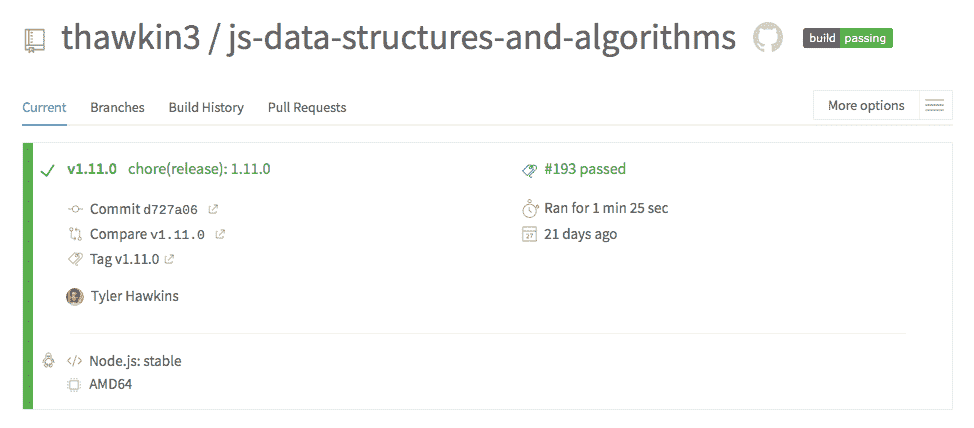 thawkin3 / js-data-structures-and-algorithms build passing
Current Branches Build History Pull Requests More options
v1.11.0 chore(release): 1.11.0
Commit d727a06
Compare v1.11.0
Tag v1.11.0
Tyler Hawkins
#193 passed
Ran for 1 min 25 sec
27
21 days ago
</> Node.js: stable
AMD64